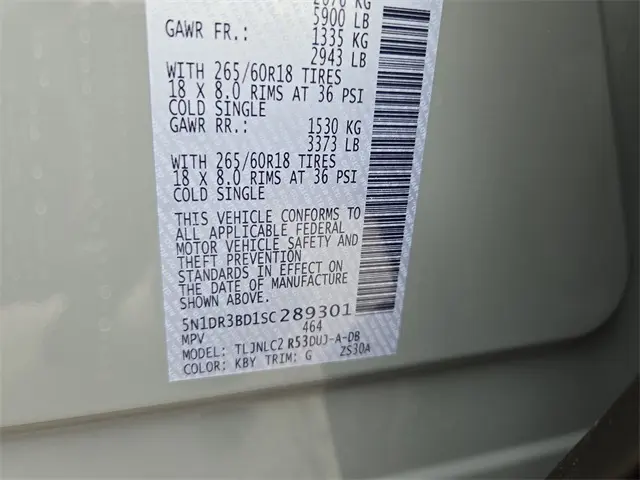 5900 LB
GAWR FR.: 1335 KG
2943 LB
WITH 265/60R18 TIRES
18 X 8.0 RIMS AT 36 PSI
COLD SINGLE
GAWR RR.: 1530 KG
3373 LB
WITH 265/60R18 TIRES
18 X 8.0 RIMS AT 36 PSI
COLD SINGLE
THIS VEHICLE CONFORMS TO
ALL APPLICABLE FEDERAL
MOTOR VEHICLE SAFETY AND
THEFT PREVENTION
STANDARDS IN EFFECT ON
THE DATE OF MANUFACTURE
SHOWN ABOVE.
5N1DR3BD1SC289301
MPV 464
MODEL: TLJNLC2 R53DUJ-A-DB
COLOR: KBY TRIM: G ZS30A